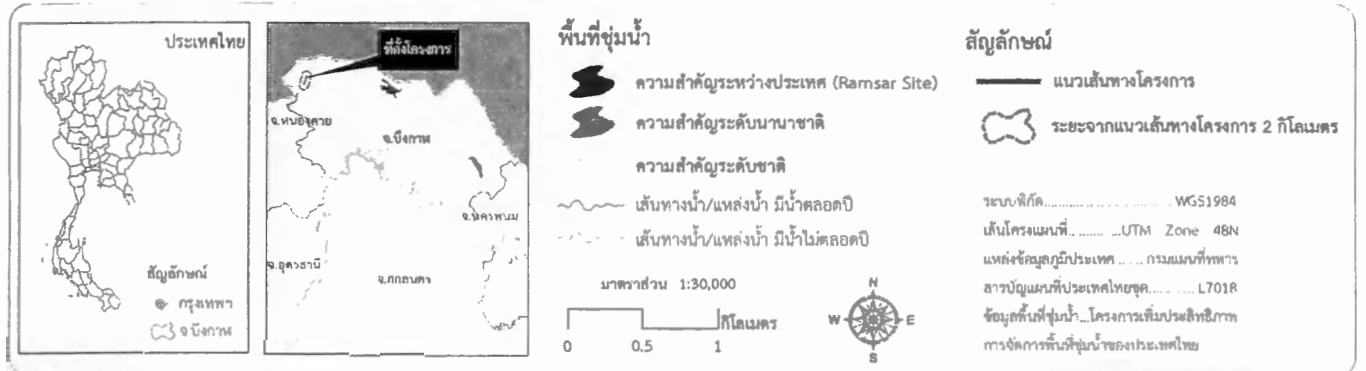 ประเทศไทย
สัญลักษณ์
กรุงเทพฯ
จ.บึงกาฬ
ที่ตั้งโครงการ
จ.หนองคาย
จ.บึงกาฬ
จ.นครพนม
จ.อุดรธานี
จ.สกลนคร
พื้นที่ชุ่มน้ำ
ความสำคัญระหว่างประเทศ (Ramsar Site)
ความสำคัญระดับนานาชาติ
ความสำคัญระดับชาติ
เส้นทางน้ำ/แหล่งน้ำ มีน้ำตลอดปี
เส้นทางน้ำ/แหล่งน้ำ มีน้ำไม่ตลอดปี
มาตราส่วน 1:30,000
กิโลเมตร
0 0.5 1
N
W E
S
สัญลักษณ์
แนวเส้นทางโครงการ
ระยะจากแนวเส้นทางโครงการ 2 กิโลเมตร
ระบบพิกัด........................WGS1984
เส้นโครงแผนที่............UTM Zone 48N
แหล่งข้อมูลภูมิประเทศ......กรมแผนที่ทหาร
สารบัญแผนที่ประเทศไทยชุด..........L7018
ข้อมูลพื้นที่ชุ่มน้ำ...โครงการเพิ่มประสิทธิภาพ
การจัดการพื้นที่ชุ่มน้ำของประเทศไทย